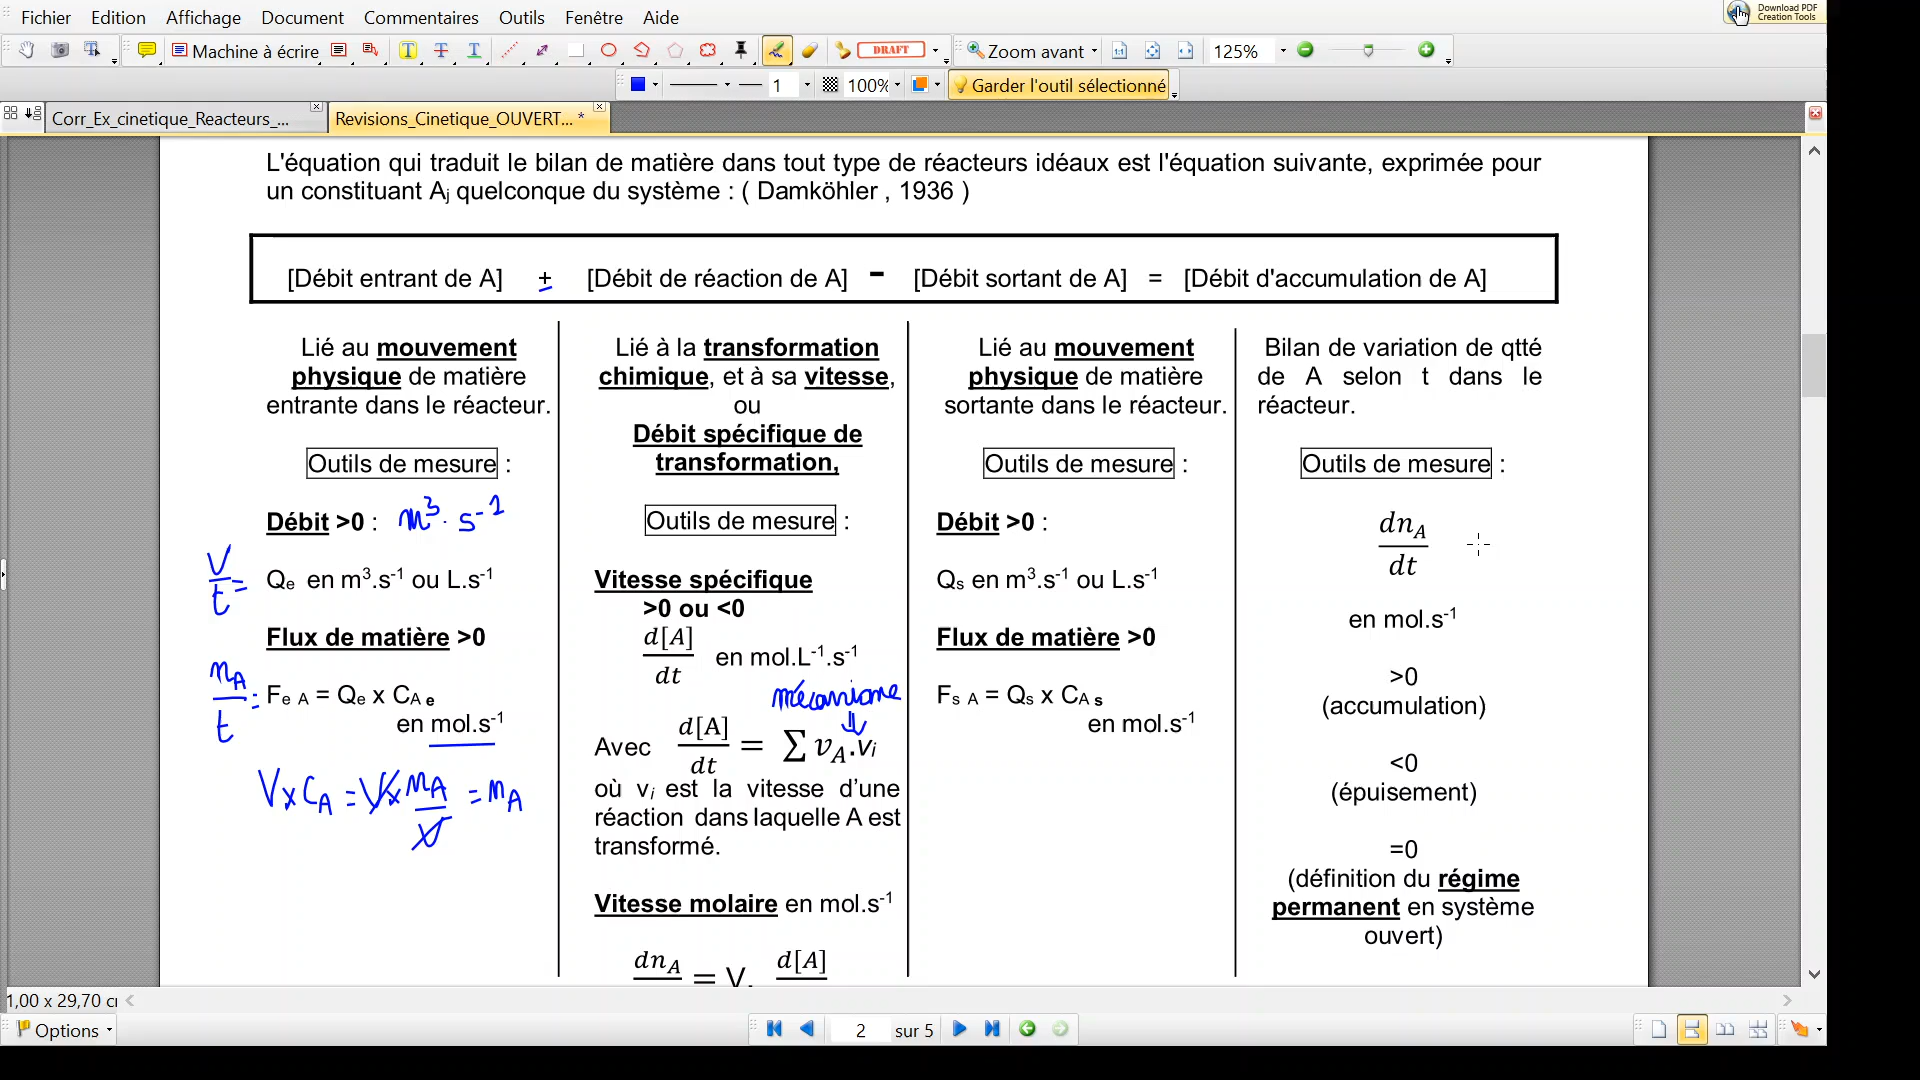 Fichier Edition Affichage Document Commentaires Outils Fenêtre Aide
Download PDF
Creation Tools
Machine à écrire DRAFT Zoom avant 125%
1 100% Garder l'outil sélectionné
Corr_Ex_cinetique_Reacteurs_... Revisions_Cinetique_OUVERT... *
L'équation qui traduit le bilan de matière dans tout type de réacteurs idéaux est l'équation suivante, exprimée pour
un constituant Aj quelconque du système : ( Damköhler , 1936 )
[Débit entrant de A] ± [Débit de réaction de A] - [Débit sortant de A] = [Débit d'accumulation de A]
Lié au mouvement
physique de matière
entrante dans le réacteur.
Outils de mesure :
Débit >0 : m³. s⁻¹
V/t = Qe en m³.s⁻¹ ou L.s⁻¹
Flux de matière >0
nA/t = Fe A = Qe x CA e
en mol.s⁻¹
V x CA = V x nA/V = nA
Lié à la transformation
chimique, et à sa vitesse,
ou
Débit spécifique de
transformation,
Outils de mesure :
Vitesse spécifique
>0 ou <0
d[A]/dt en mol.L⁻¹.s⁻¹
mécanisme
⇓
Avec d[A]/dt = ∑ νA.vi
où vi est la vitesse d'une
réaction dans laquelle A est
transformé.
Vitesse molaire en mol.s⁻¹
dnA = V. d[A]
Lié au mouvement
physique de matière
sortante dans le réacteur.
Outils de mesure :
Débit >0 :
Qs en m³.s⁻¹ ou L.s⁻¹
Flux de matière >0
Fs A = Qs x CA s
en mol.s⁻¹
Bilan de variation de qtté
de A selon t dans le
réacteur.
Outils de mesure :
dnA/dt
en mol.s⁻¹
>0
(accumulation)
<0
(épuisement)
=0
(définition du régime
permanent en système
ouvert)
1,00 x 29,70 cı
Options 2 sur 5